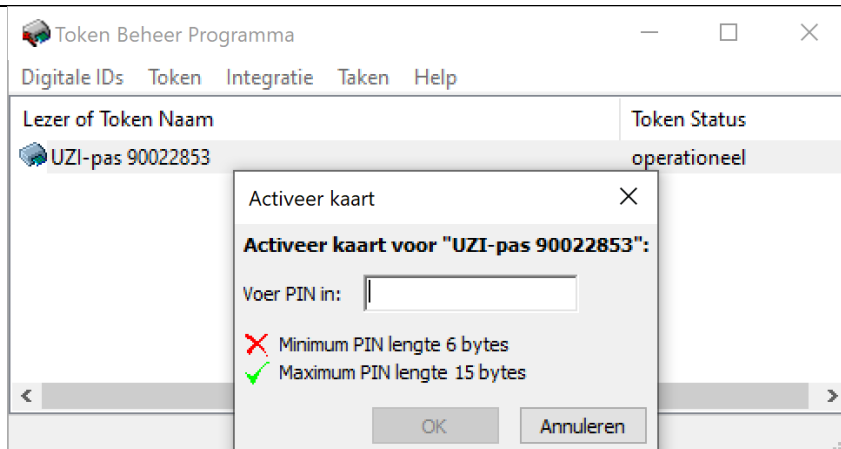 Token Beheer Programma
Digitale IDs Token Integratie Taken Help
Lezer of Token Naam Token Status
UZI-pas 90022853 operationeel
Activeer kaart
Activeer kaart voor "UZI-pas 90022853":
Voer PIN in:
Minimum PIN lengte 6 bytes
Maximum PIN lengte 15 bytes
OK Annuleren